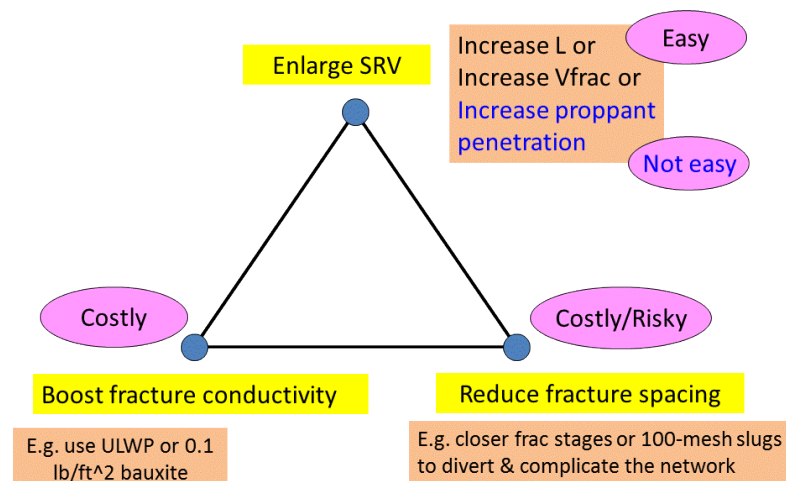 Enlarge SRV
Increase L or
Increase Vfrac or
Increase proppant
penetration
Easy
Not easy
Costly
Costly/Risky
Boost fracture conductivity
Reduce fracture spacing
E.g. use ULWP or 0.1
lb/ft^2 bauxite
E.g. closer frac stages or 100-mesh slugs
to divert & complicate the network